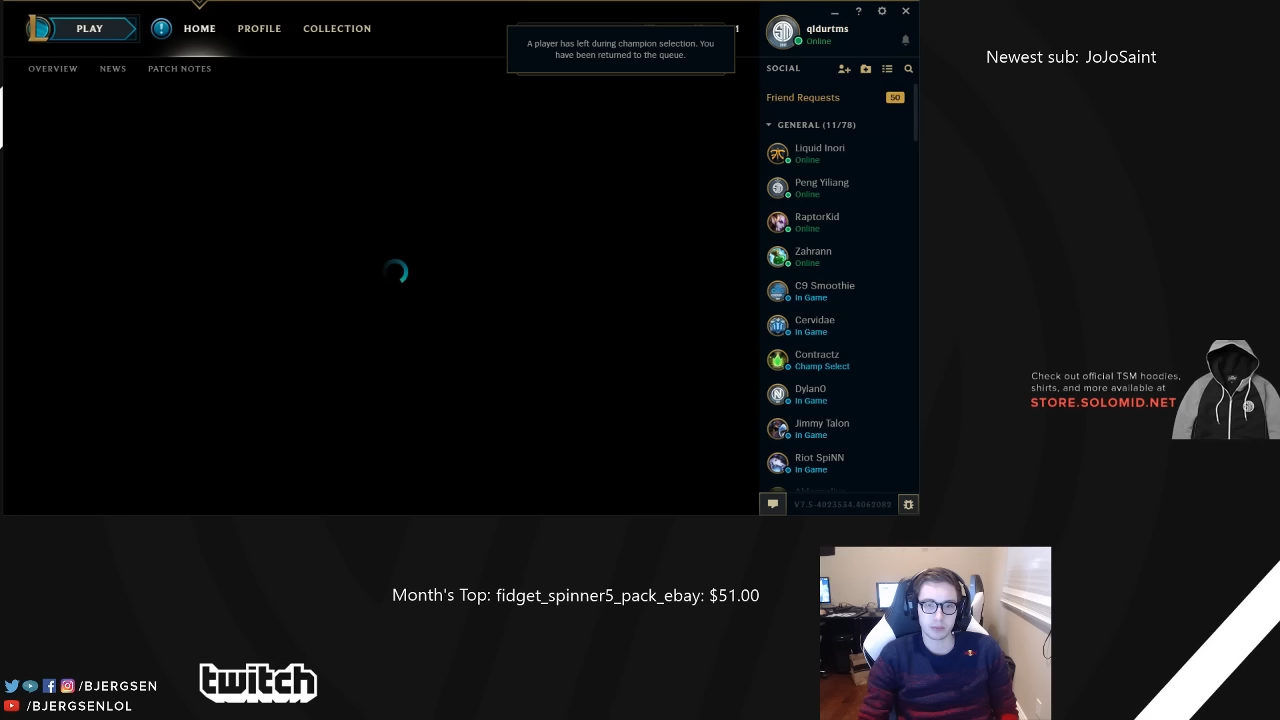 PLAY
HOME
PROFILE
COLLECTION
OVERVIEW
NEWS
PATCH NOTES
A player has left during champion selection. You
have been returned to the queue.
1
qldurtms
Online
SOCIAL
Friend Requests
50
GENERAL (11/78)
Liquid Inori
Online
Peng Yiliang
Online
RaptorKid
Online
Zahrann
Online
C9 Smoothie
In Game
Cervidae
In Game
Contractz
Champ Select
DylanO
In Game
Jimmy Talon
In Game
Riot SpiNN
In Game
Newest sub: JoJoSaint
Check out official TSM hoodies,
shirts, and more available at
STORE.SOLOMID.NET
Month's Top: fidget_spinner5_pack_ebay: $51.00
/BJERGSEN
/BJERGSENLOL
twitch